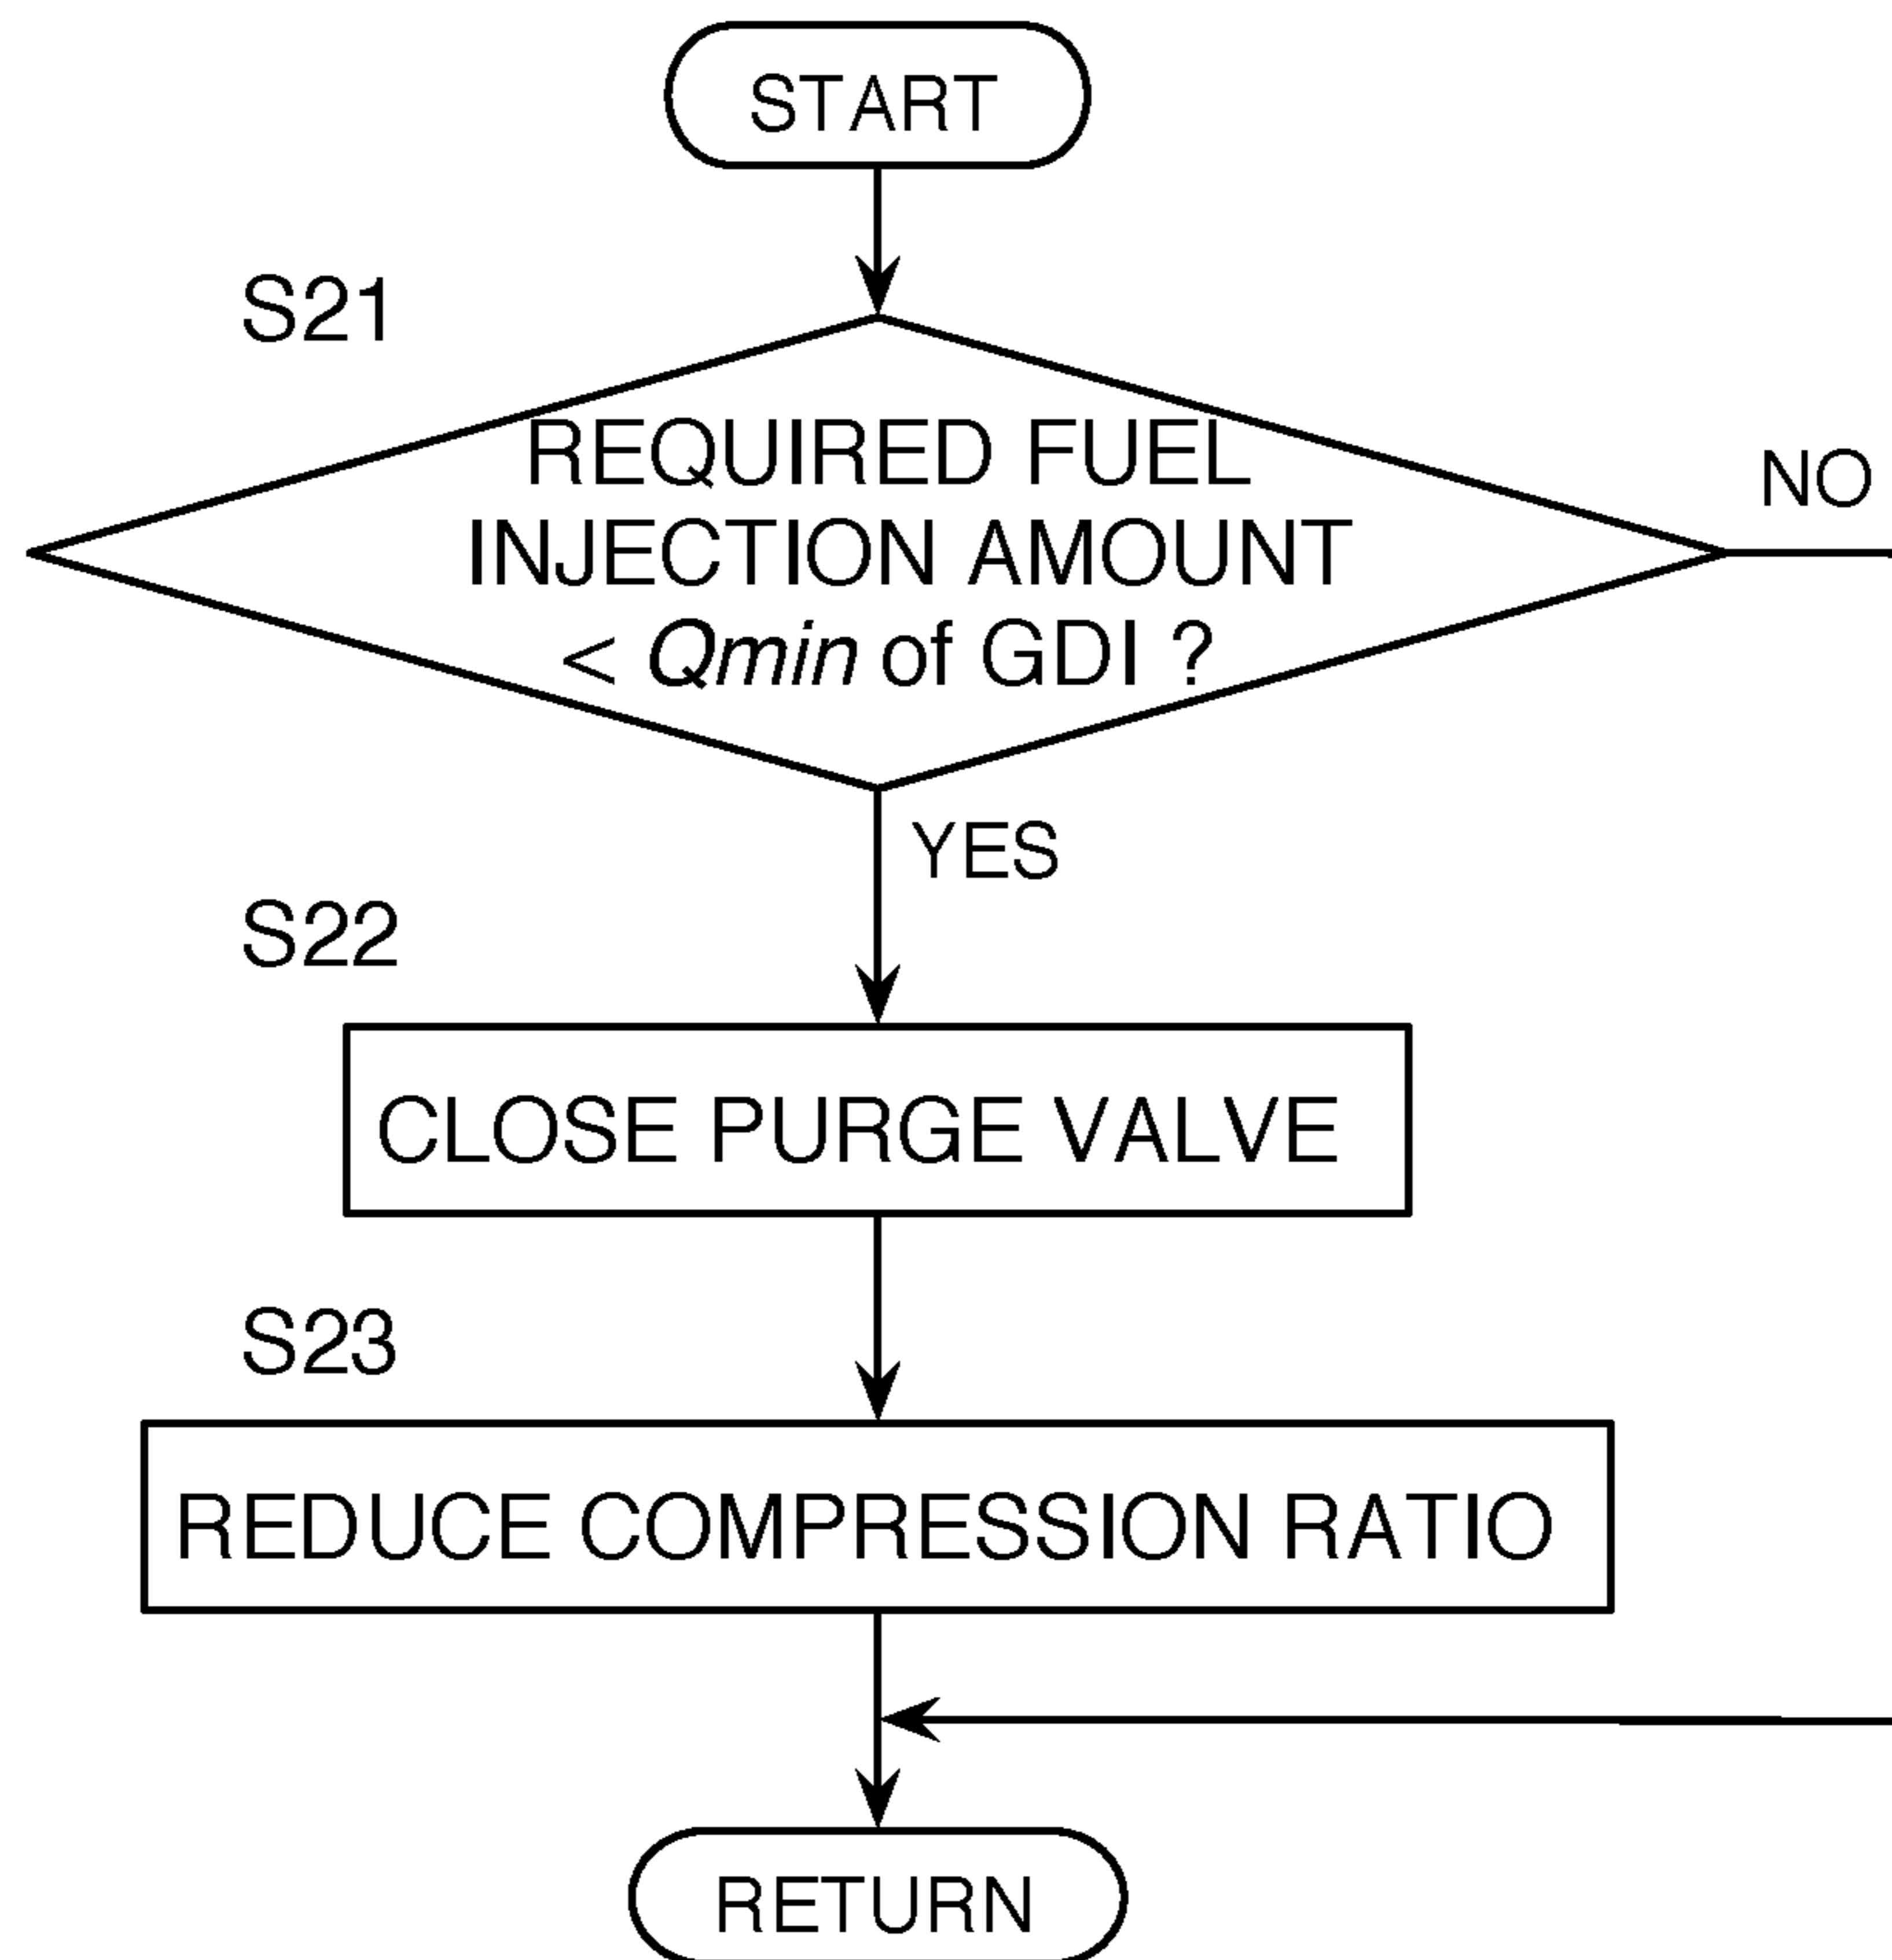 START
S21
REQUIRED FUEL
INJECTION AMOUNT
< Qmin of GDI ?
NO
YES
S22
CLOSE PURGE VALVE
S23
REDUCE COMPRESSION RATIO
RETURN